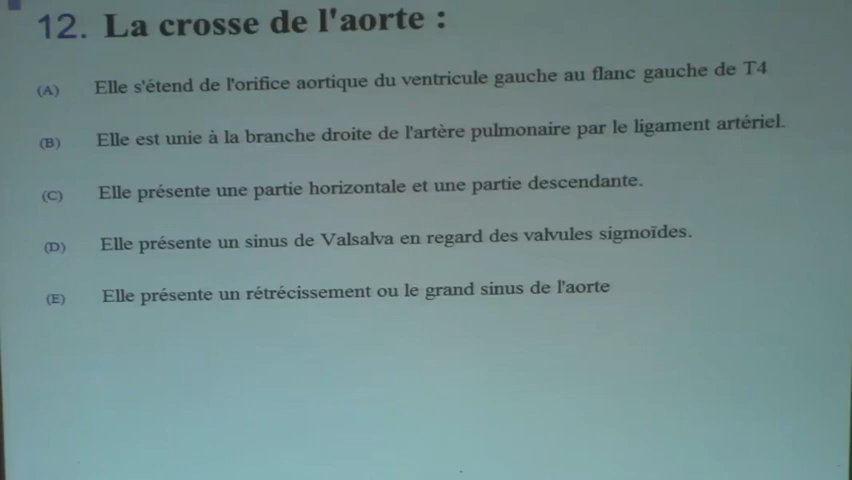 12. La crosse de l'aorte :
(A) Elle s'étend de l'orifice aortique du ventricule gauche au flanc gauche de T4
(B) Elle est unie à la branche droite de l'artère pulmonaire par le ligament artériel.
(C) Elle présente une partie horizontale et une partie descendante.
(D) Elle présente un sinus de Valsalva en regard des valvules sigmoïdes.
(E) Elle présente un rétrécissement ou le grand sinus de l'aorte